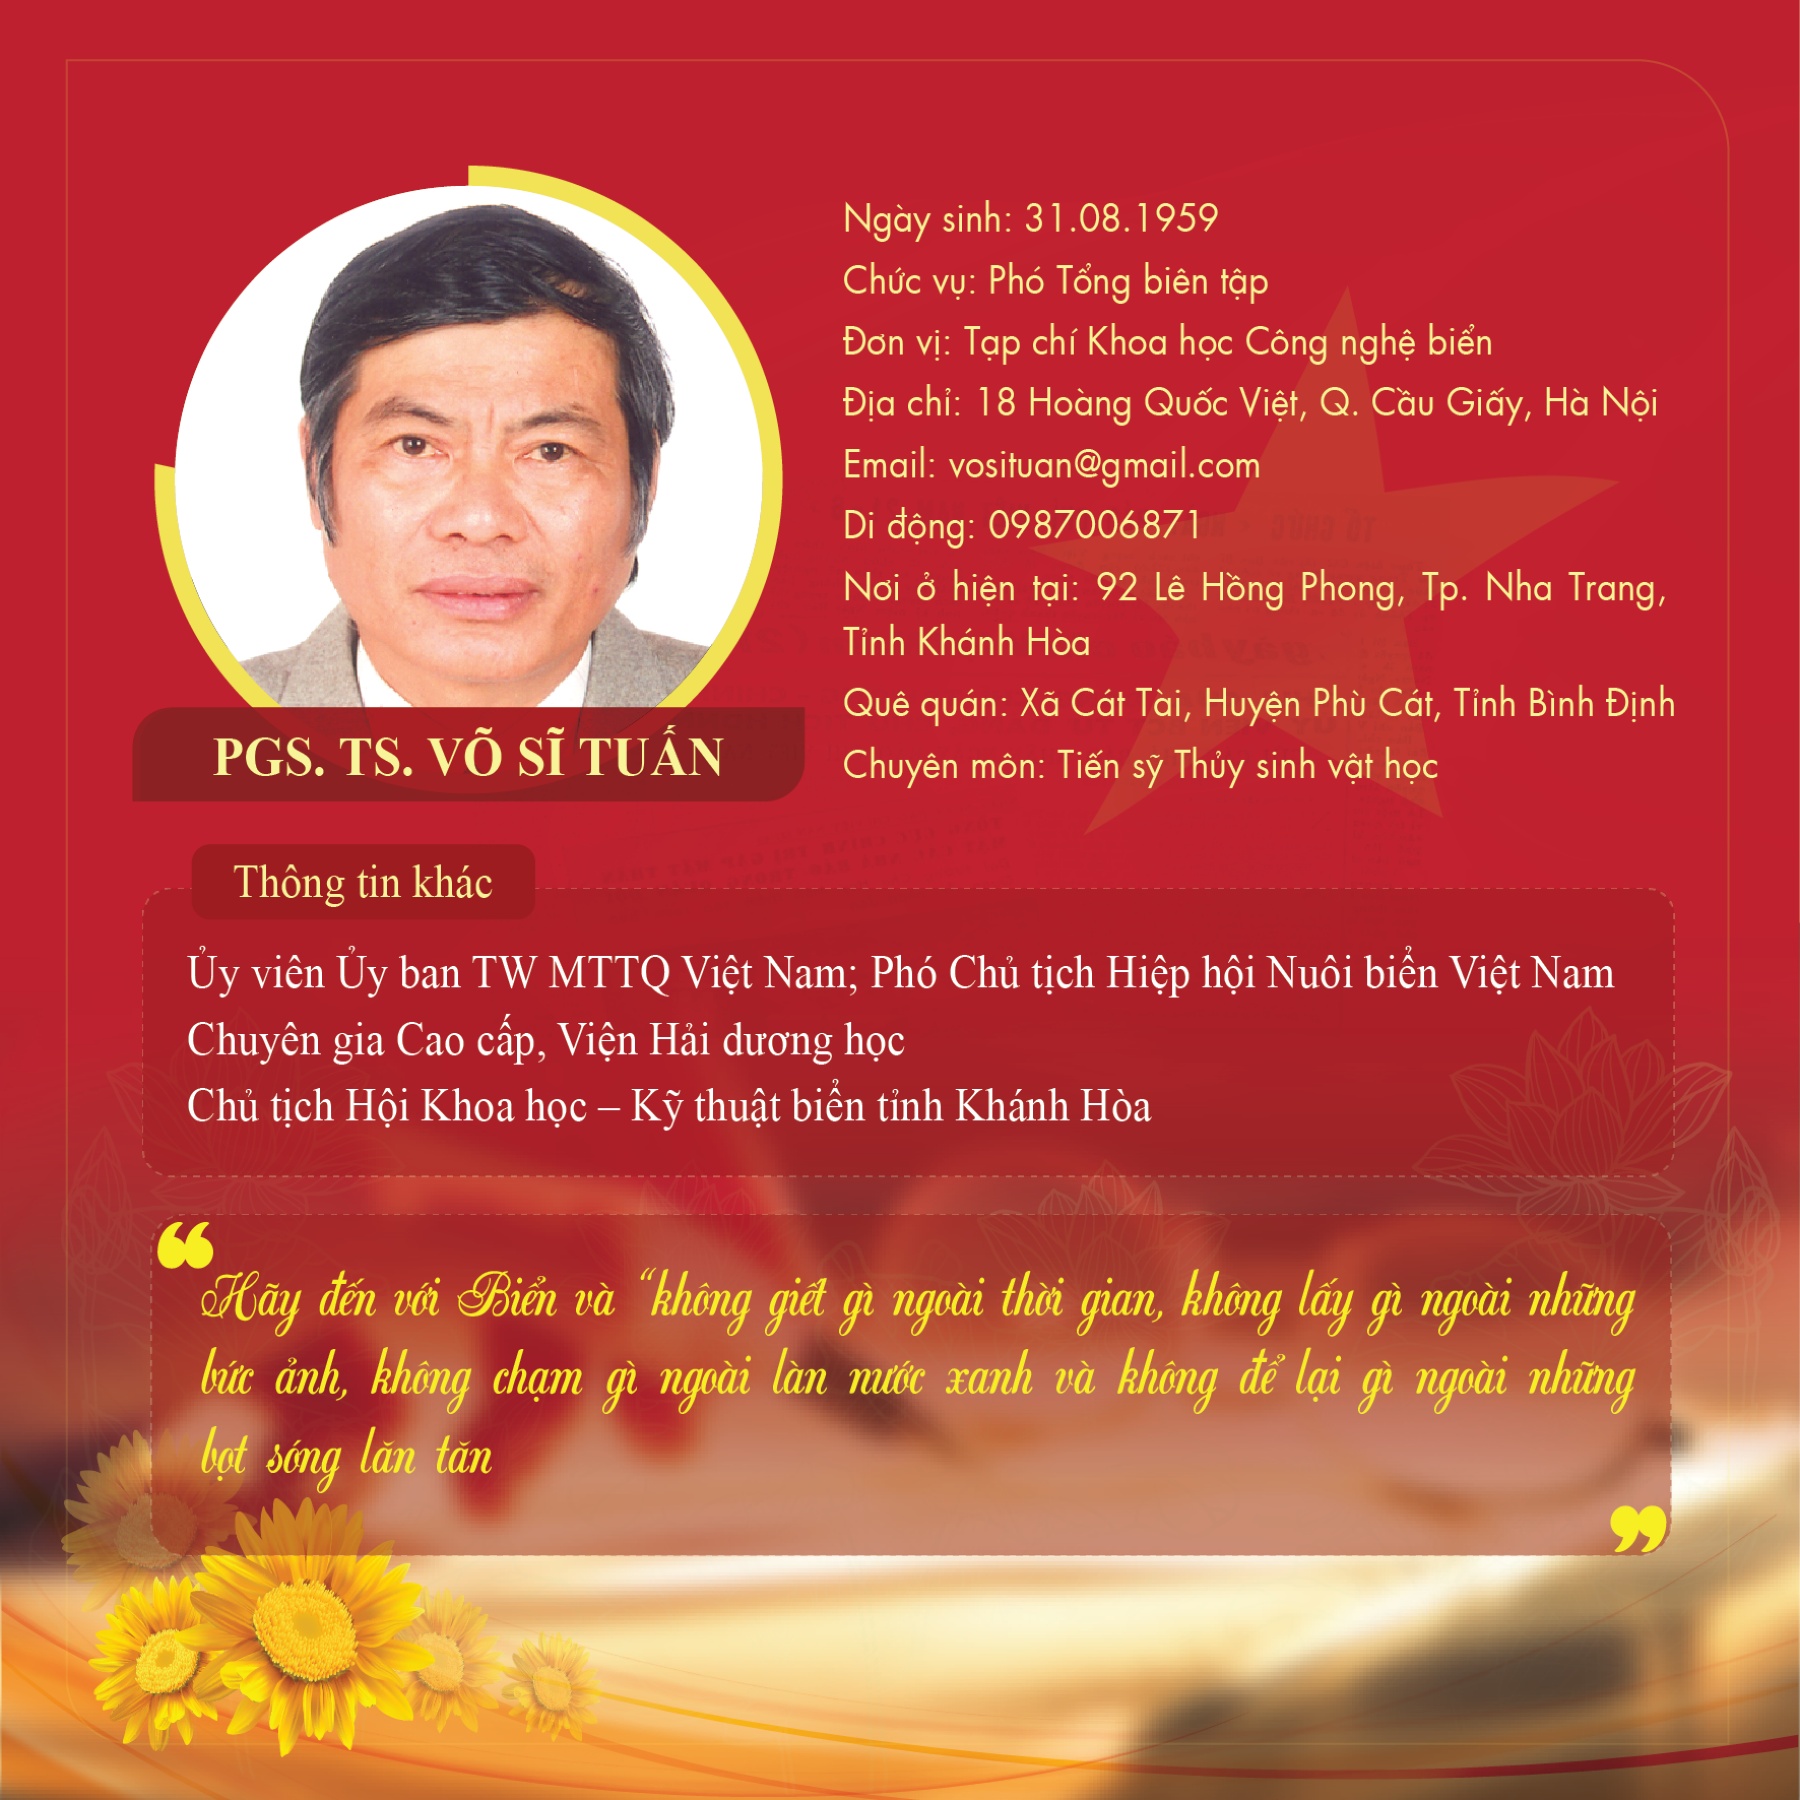 Ngày sinh: 31.08.1959
Chức vụ: Phó Tổng biên tập
Đơn vị: Tạp chí Khoa học Công nghệ biển
Địa chỉ: 18 Hoàng Quốc Việt, Q. Cầu Giấy, Hà Nội
Email: vosituan@gmail.com
Di động: 0987006871
Nơi ở hiện tại: 92 Lê Hồng Phong, Tp. Nha Trang,
Tỉnh Khánh Hòa
Quê quán: Xã Cát Tài, Huyện Phù Cát, Tỉnh Bình Định
Chuyên môn: Tiến sỹ Thủy sinh vật học
PGS. TS. VÕ SĨ TUẤN
Thông tin khác
Ủy viên Ủy ban TW MTTQ Việt Nam; Phó Chủ tịch Hiệp hội Nuôi biển Việt Nam
Chuyên gia Cao cấp, Viện Hải dương học
Chủ tịch Hội Khoa học – Kỹ thuật biển tỉnh Khánh Hòa
“
Hãy đến với Biển và “không giết gì ngoài thời gian, không lấy gì ngoài những
bức ảnh, không chạm gì ngoài làn nước xanh và không để lại gì ngoài những
bọt sóng lăn tăn
”